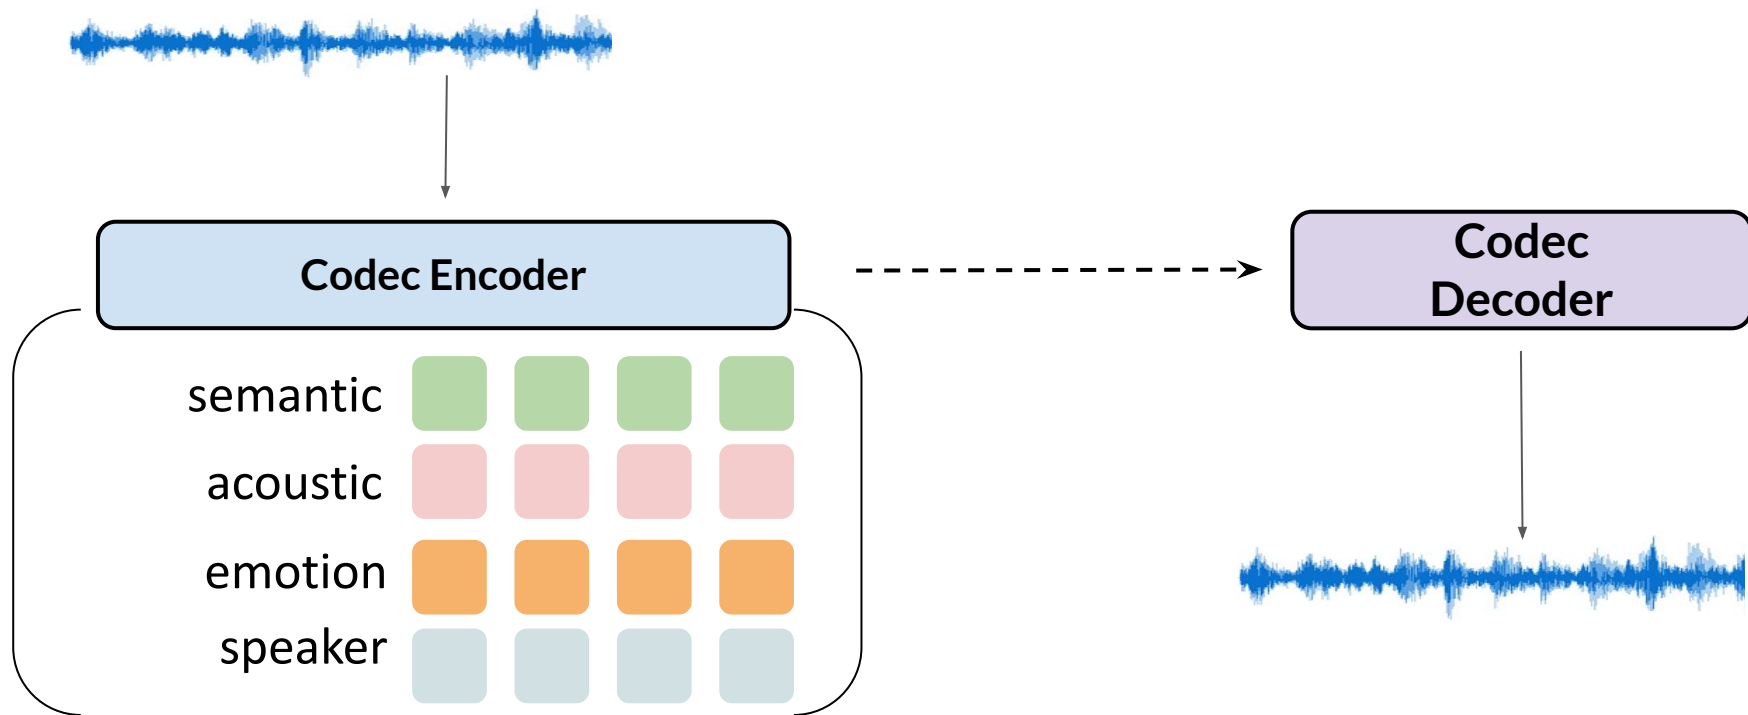 Codec Encoder
Codec
Decoder
semantic
acoustic
emotion
speaker